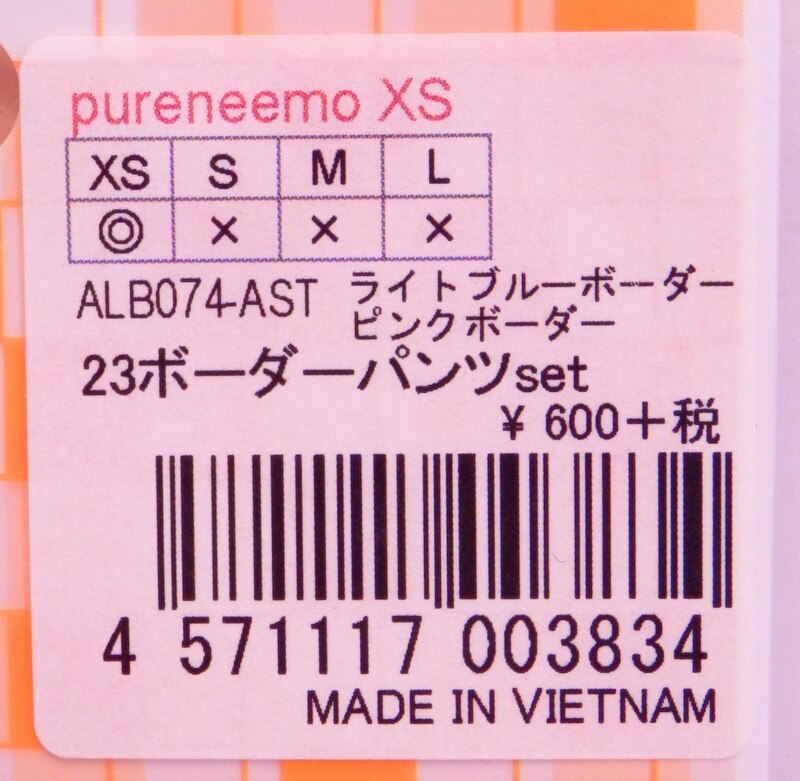 pureneemo XS
XS S M L
◎ × × ×
ALB074-AST ライトブルーボーダー
ピンクボーダー
23ボーダーパンツset
¥ 600+税
4 571117 003834
MADE IN VIETNAM